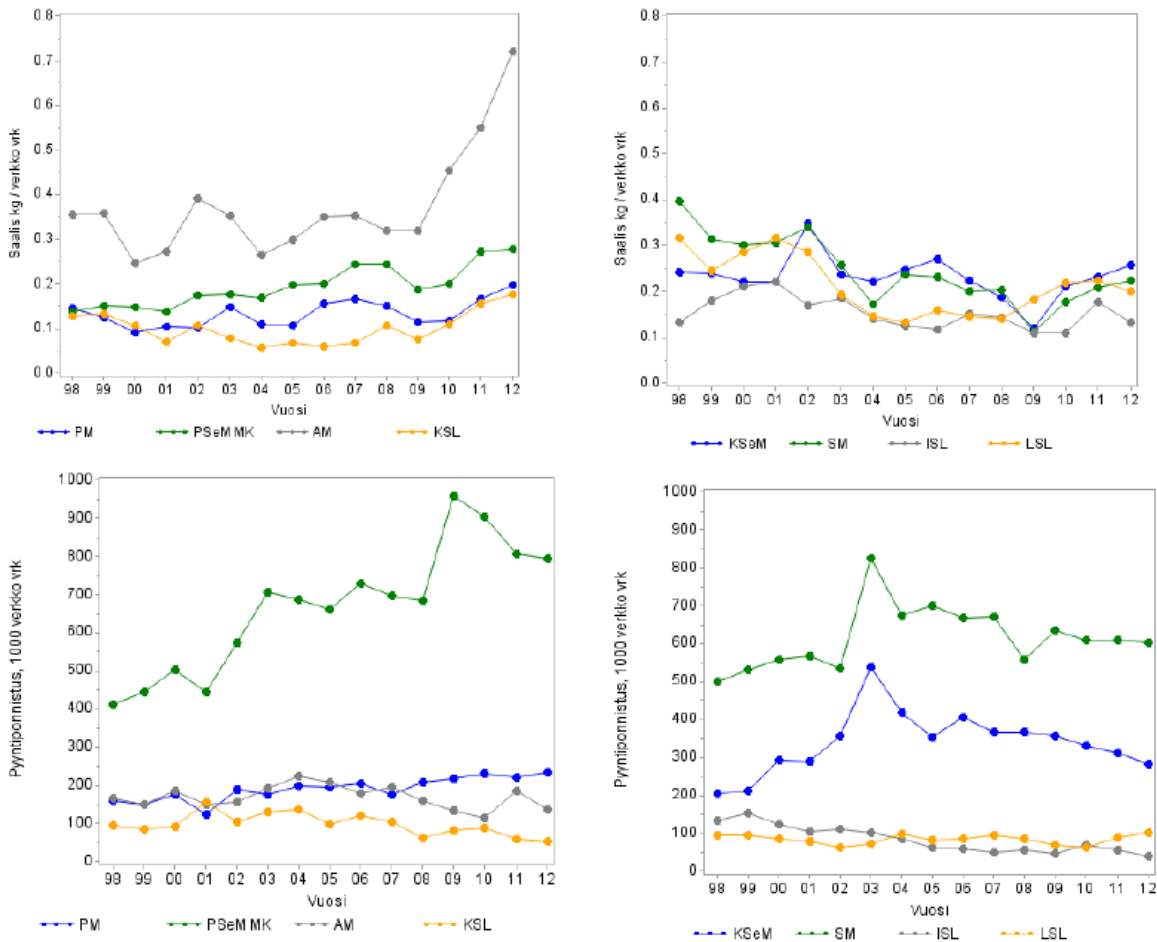 0.8
0.7
0.6
0.5
0.4
0.3
0.2
0.1
0.0
Saalis kg / verkko vrk
98 99 00 01 02 03 04 05 06 07 08 09 10 11 12
Vuosi
PM PSeM MK AM KSL
0.8
0.7
0.6
0.5
0.4
0.3
0.2
0.1
0.0
Saalis kg / verkko vrk
98 99 00 01 02 03 04 05 06 07 08 09 10 11 12
Vuosi
KSeM SM ISL LSL
1000
900
800
700
600
500
400
300
200
100
0
Pyyntiponnistus, 1000 verkko vrk
98 99 00 01 02 03 04 05 06 07 08 09 10 11 12
Vuosi
PM PSeM MK AM KSL
1000
900
800
700
600
500
400
300
200
100
0
Pyyntiponnistus, 1000 verkko vrk
98 99 00 01 02 03 04 05 06 07 08 09 10 11 12
Vuosi
KSeM SM ISL LSL